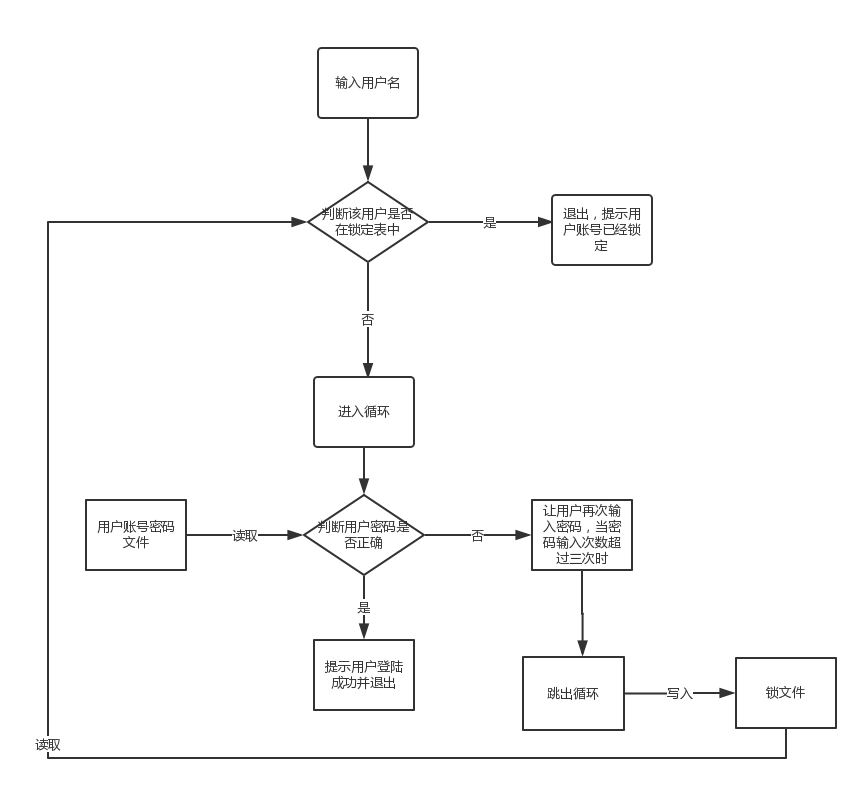 输入用户名
判断该用户是否
在锁定表中
是
退出，提示用
户账号已经锁
定
否
进入循环
用户账号密码
文件
读取
判断用户密码是
否正确
否
让用户再次输
入密码，当密
码输入次数超
过三次时
是
提示用户登陆
成功并退出
跳出循环
写入
锁文件
读取